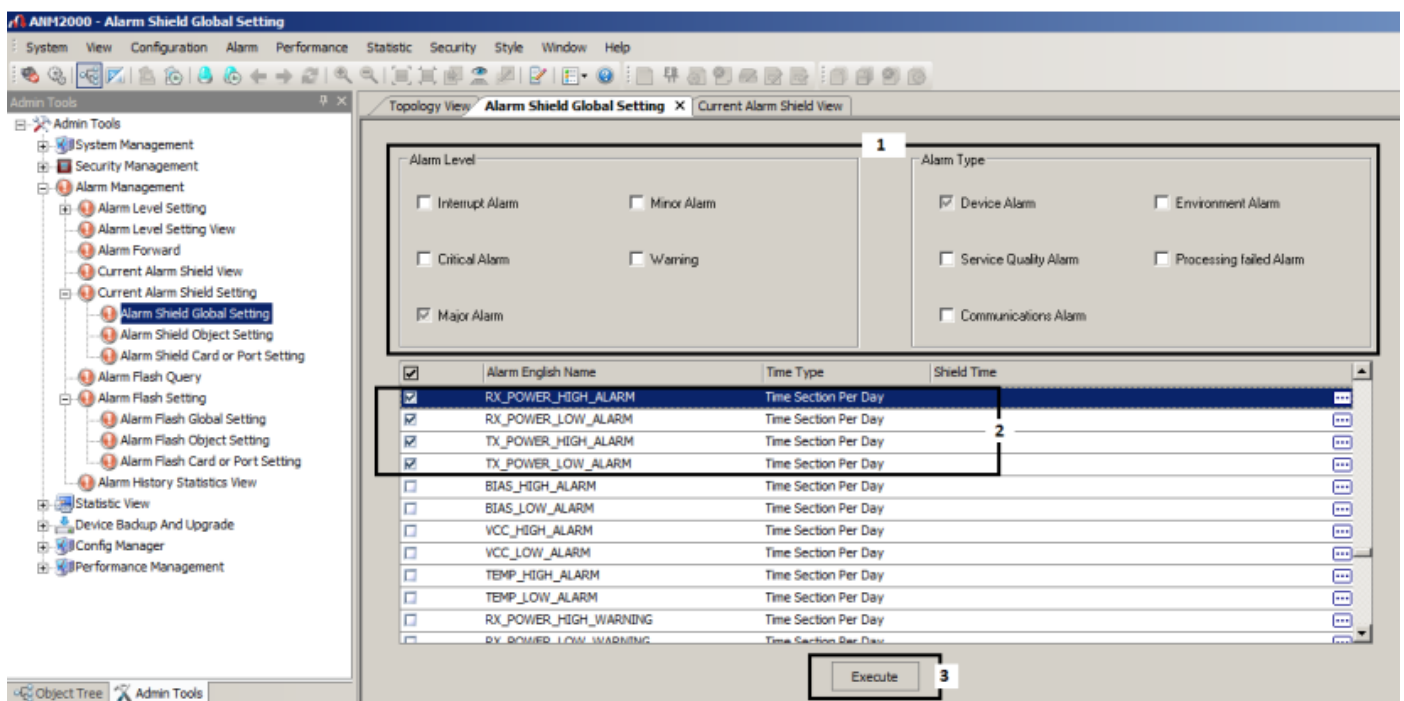 ANM2000 - Alarm Shield Global Setting
System View Configuration Alarm Performance Statistic Security Style Window Help
Admin Tools
Topology View Alarm Shield Global Setting X Current Alarm Shield View
Admin Tools
System Management
Security Management
Alarm Management
Alarm Level Setting
Alarm Level Setting View
Alarm Forward
Current Alarm Shield View
Current Alarm Shield Setting
Alarm Shield Global Setting
Alarm Shield Object Setting
Alarm Shield Card or Port Setting
Alarm Flash Query
Alarm Flash Setting
Alarm Flash Global Setting
Alarm Flash Object Setting
Alarm Flash Card or Port Setting
Alarm History Statistics View
Statistic View
Device Backup And Upgrade
Config Manager
Performance Management
Object Tree Admin Tools
1
Alarm Level
Interrupt Alarm Minor Alarm
Critical Alarm Warning
Major Alarm
Alarm Type
Device Alarm Environment Alarm
Service Quality Alarm Processing failed Alarm
Communications Alarm
Alarm English Name Time Type Shield Time
RX_POWER_HIGH_ALARM Time Section Per Day
RX_POWER_LOW_ALARM Time Section Per Day
2
TX_POWER_HIGH_ALARM Time Section Per Day
TX_POWER_LOW_ALARM Time Section Per Day
BIAS_HIGH_ALARM Time Section Per Day
BIAS_LOW_ALARM Time Section Per Day
VCC_HIGH_ALARM Time Section Per Day
VCC_LOW_ALARM Time Section Per Day
TEMP_HIGH_ALARM Time Section Per Day
TEMP_LOW_ALARM Time Section Per Day
RX_POWER_HIGH_WARNING Time Section Per Day
RX_POWER_LOW_WARNING Time Section Per Day
Execute 3